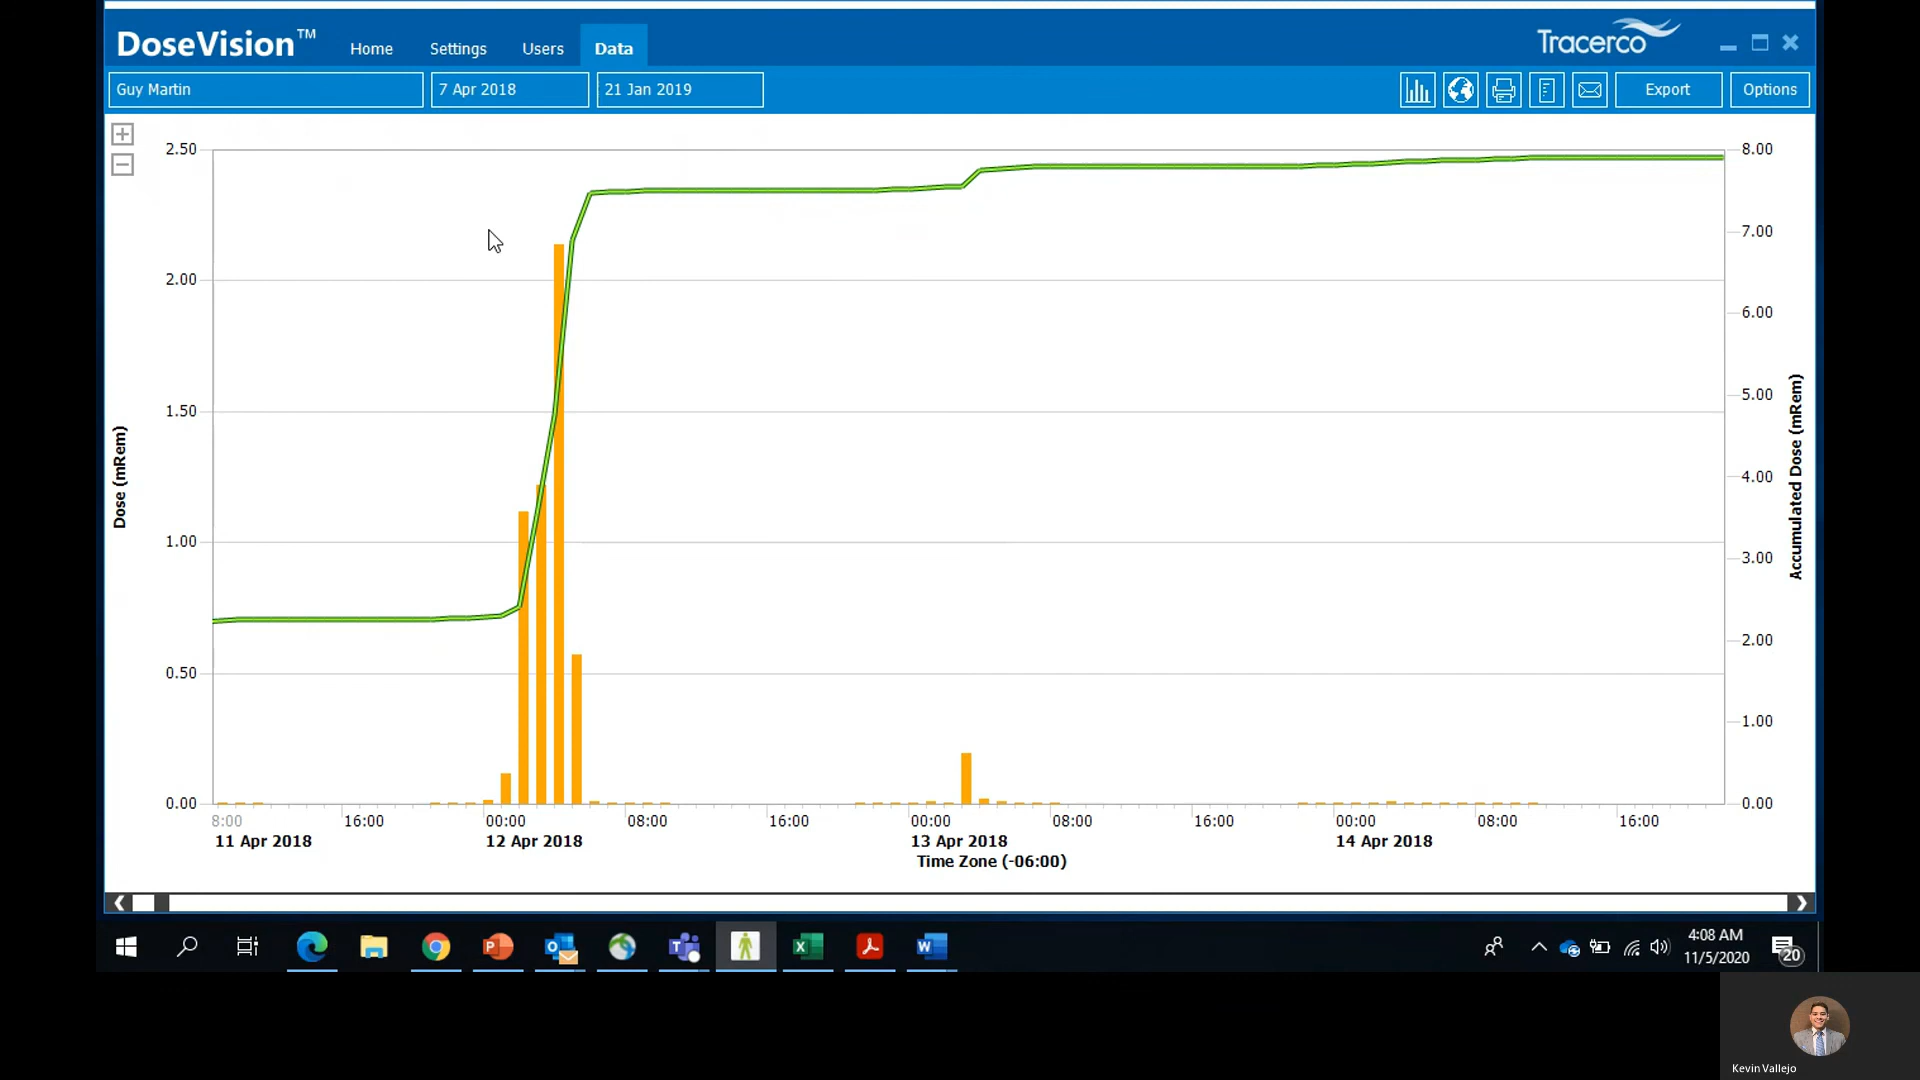 DoseVision™ Home Settings Users Data Tracerco
Guy Martin 7 Apr 2018 21 Jan 2019 Export Options
2.50
2.00
1.50
1.00
0.50
0.00
Dose (mRem)
8.00
7.00
6.00
5.00
4.00
3.00
2.00
1.00
0.00
Accumulated Dose (mRem)
8:00 16:00 00:00 08:00 16:00 00:00 08:00 16:00 00:00 08:00 16:00
11 Apr 2018 12 Apr 2018 13 Apr 2018 14 Apr 2018
Time Zone (-06:00)
4:08 AM
11/5/2020
20
Kevin Vallejo